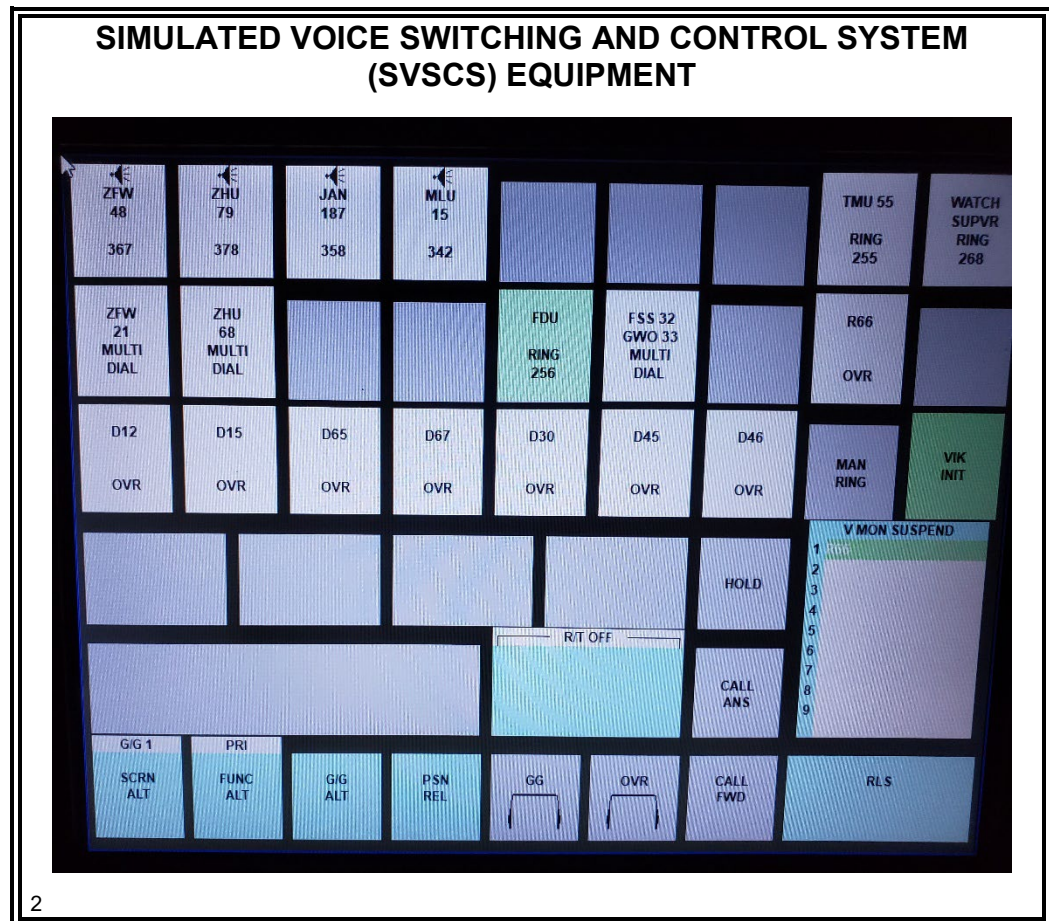 SIMULATED VOICE SWITCHING AND CONTROL SYSTEM
(SVSCS) EQUIPMENT
ZFW
48
367
ZHU
79
378
JAN
187
358
MLU
15
342
TMU 55
RING
255
WATCH
SUPVR
RING
268
ZFW
21
MULTI
DIAL
ZHU
68
MULTI
DIAL
FDU
RING
256
FSS 32
GWO 33
MULTI
DIAL
R66
OVR
D12
OVR
D15
OVR
D65
OVR
D67
OVR
D30
OVR
D45
OVR
D46
OVR
MAN
RING
VIK
INIT
HOLD
V MON SUSPEND
1 R66
2
3
4
5
6
7
8
9
R/T OFF
CALL
ANS
G/G 1
SCRN
ALT
PRI
FUNC
ALT
G/G
ALT
PSN
REL
GG
OVR
CALL
FWD
RLS
2